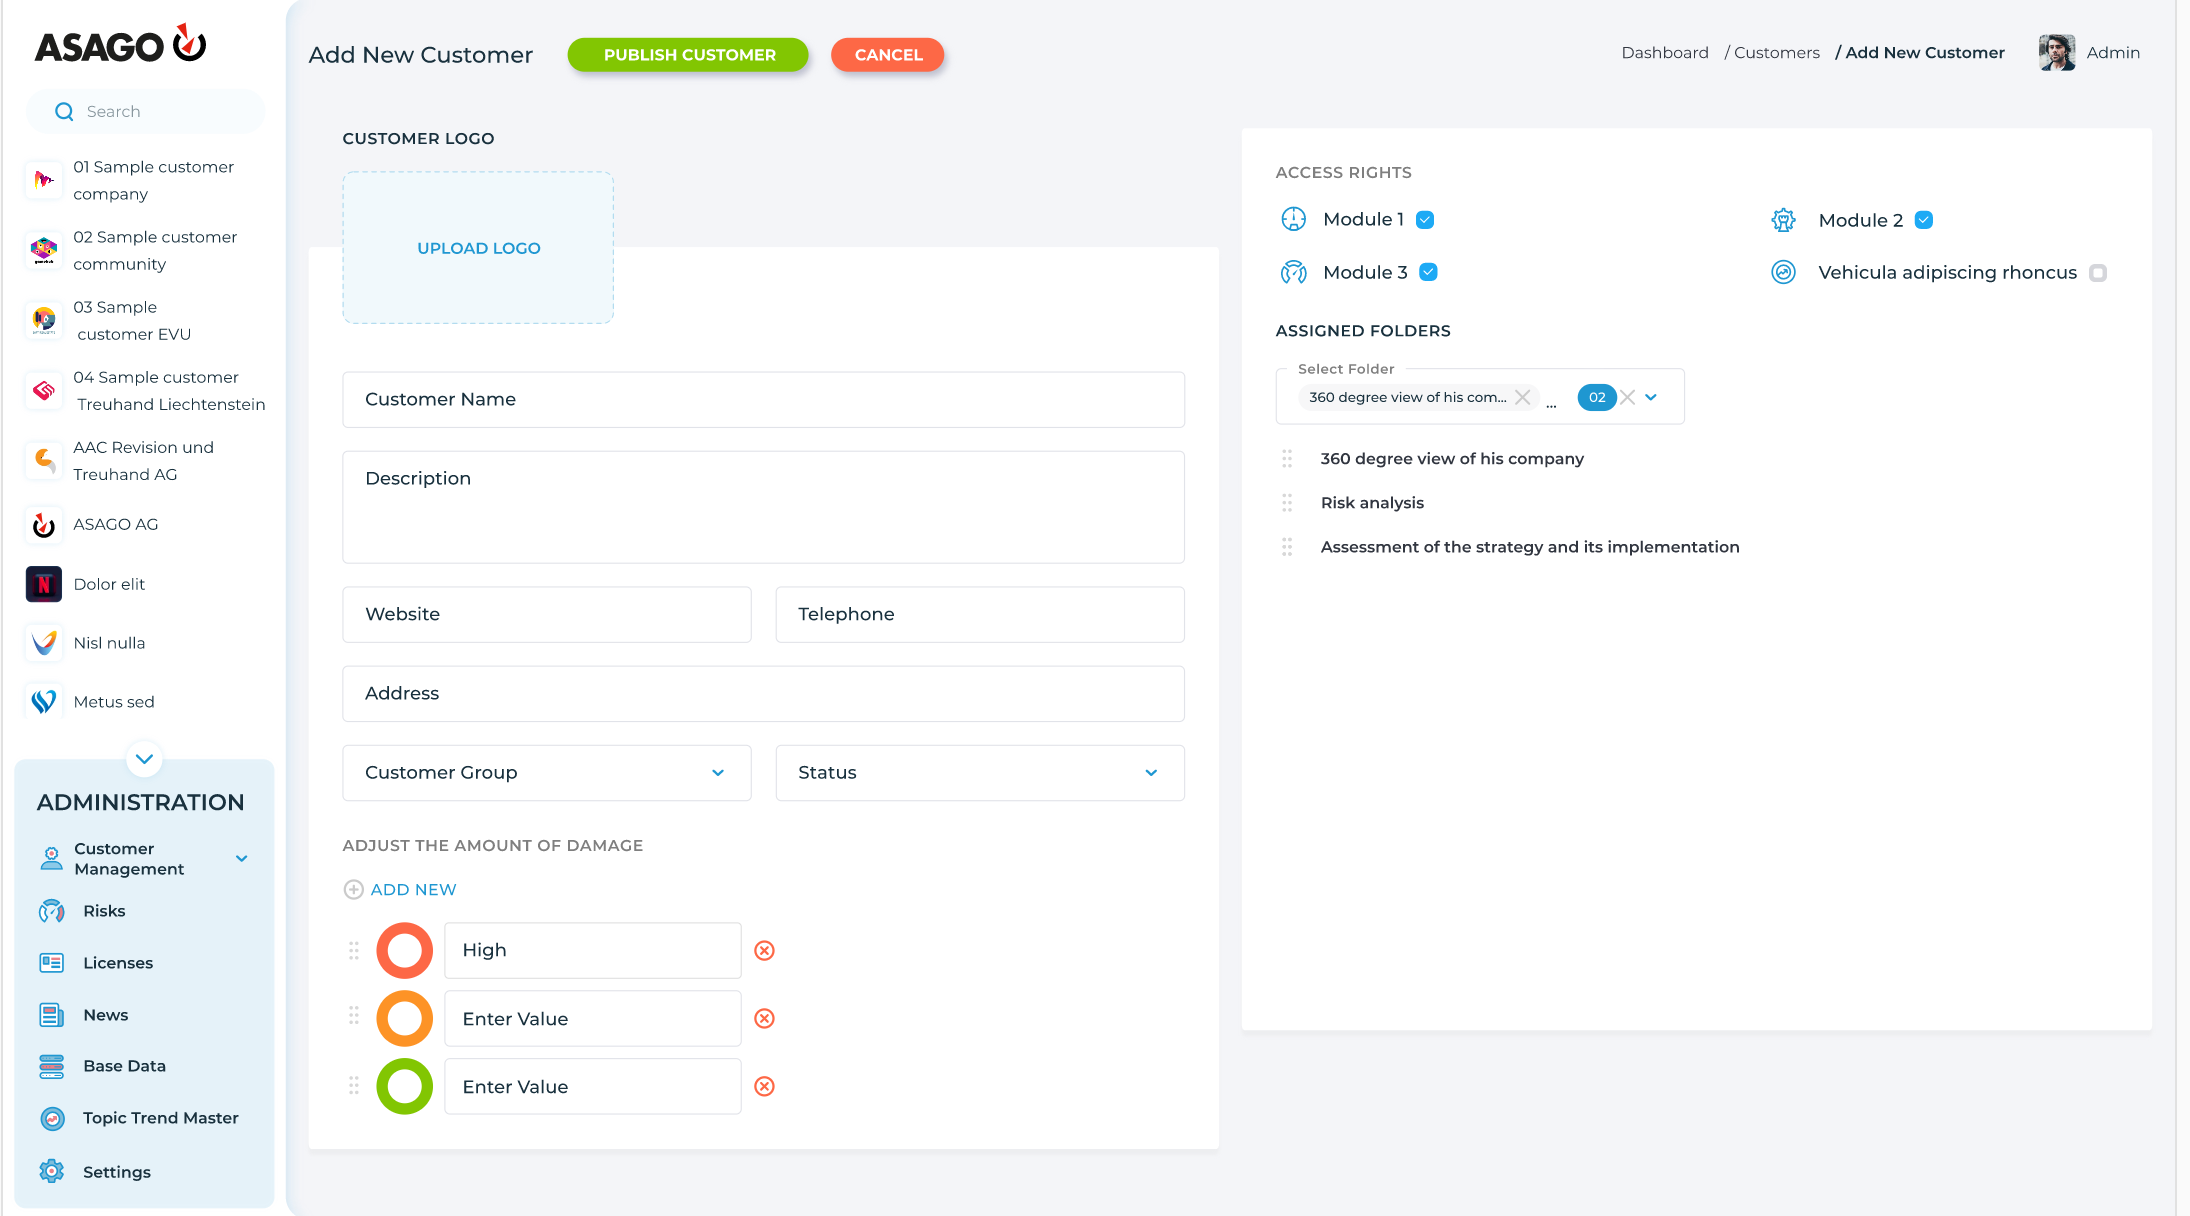 ASAGO
Search
01 Sample customer
company
02 Sample customer
community
03 Sample
customer EVU
04 Sample customer
Treuhand Liechtenstein
AAC Revision und
Treuhand AG
ASAGO AG
N
Dolor elit
Nisl nulla
Metus sed
ADMINISTRATION
Customer
Management
Risks
Licenses
News
Base Data
Topic Trend Master
Settings
Add New Customer
PUBLISH CUSTOMER
CANCEL
Dashboard / Customers / Add New Customer
Admin
CUSTOMER LOGO
UPLOAD LOGO
Customer Name
Description
Website
Telephone
Address
Customer Group
Status
ADJUST THE AMOUNT OF DAMAGE
ADD NEW
High
Enter Value
Enter Value
ACCESS RIGHTS
Module 1
Module 2
Module 3
Vehicula adipiscing rhoncus
ASSIGNED FOLDERS
Select Folder
360 degree view of his com... ... 02
360 degree view of his company
Risk analysis
Assessment of the strategy and its implementation